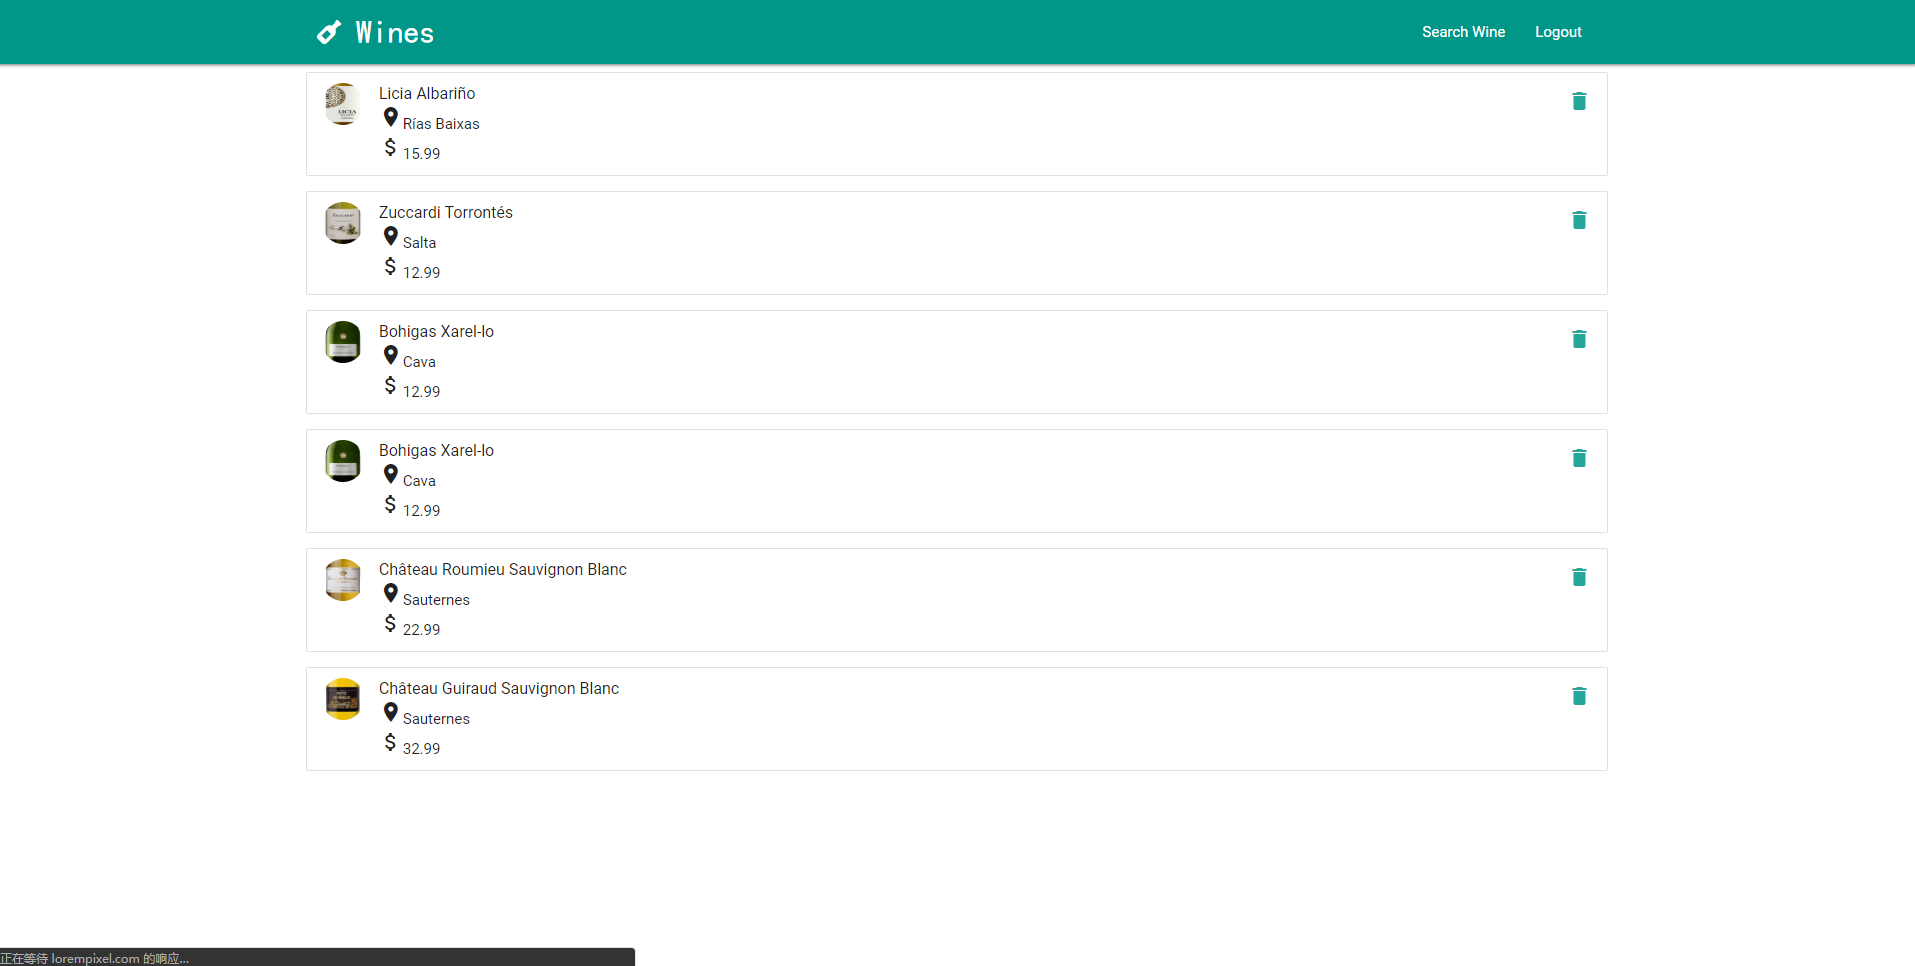 Wines
Search Wine
Logout
Licia Albariño
Rías Baixas
$ 15.99
Zuccardi Torrontés
Salta
$ 12.99
Bohigas Xarel-lo
Cava
$ 12.99
Bohigas Xarel-lo
Cava
$ 12.99
Château Roumieu Sauvignon Blanc
Sauternes
$ 22.99
Château Guiraud Sauvignon Blanc
Sauternes
$ 32.99
正在等待 lorempixel.com 的响应...